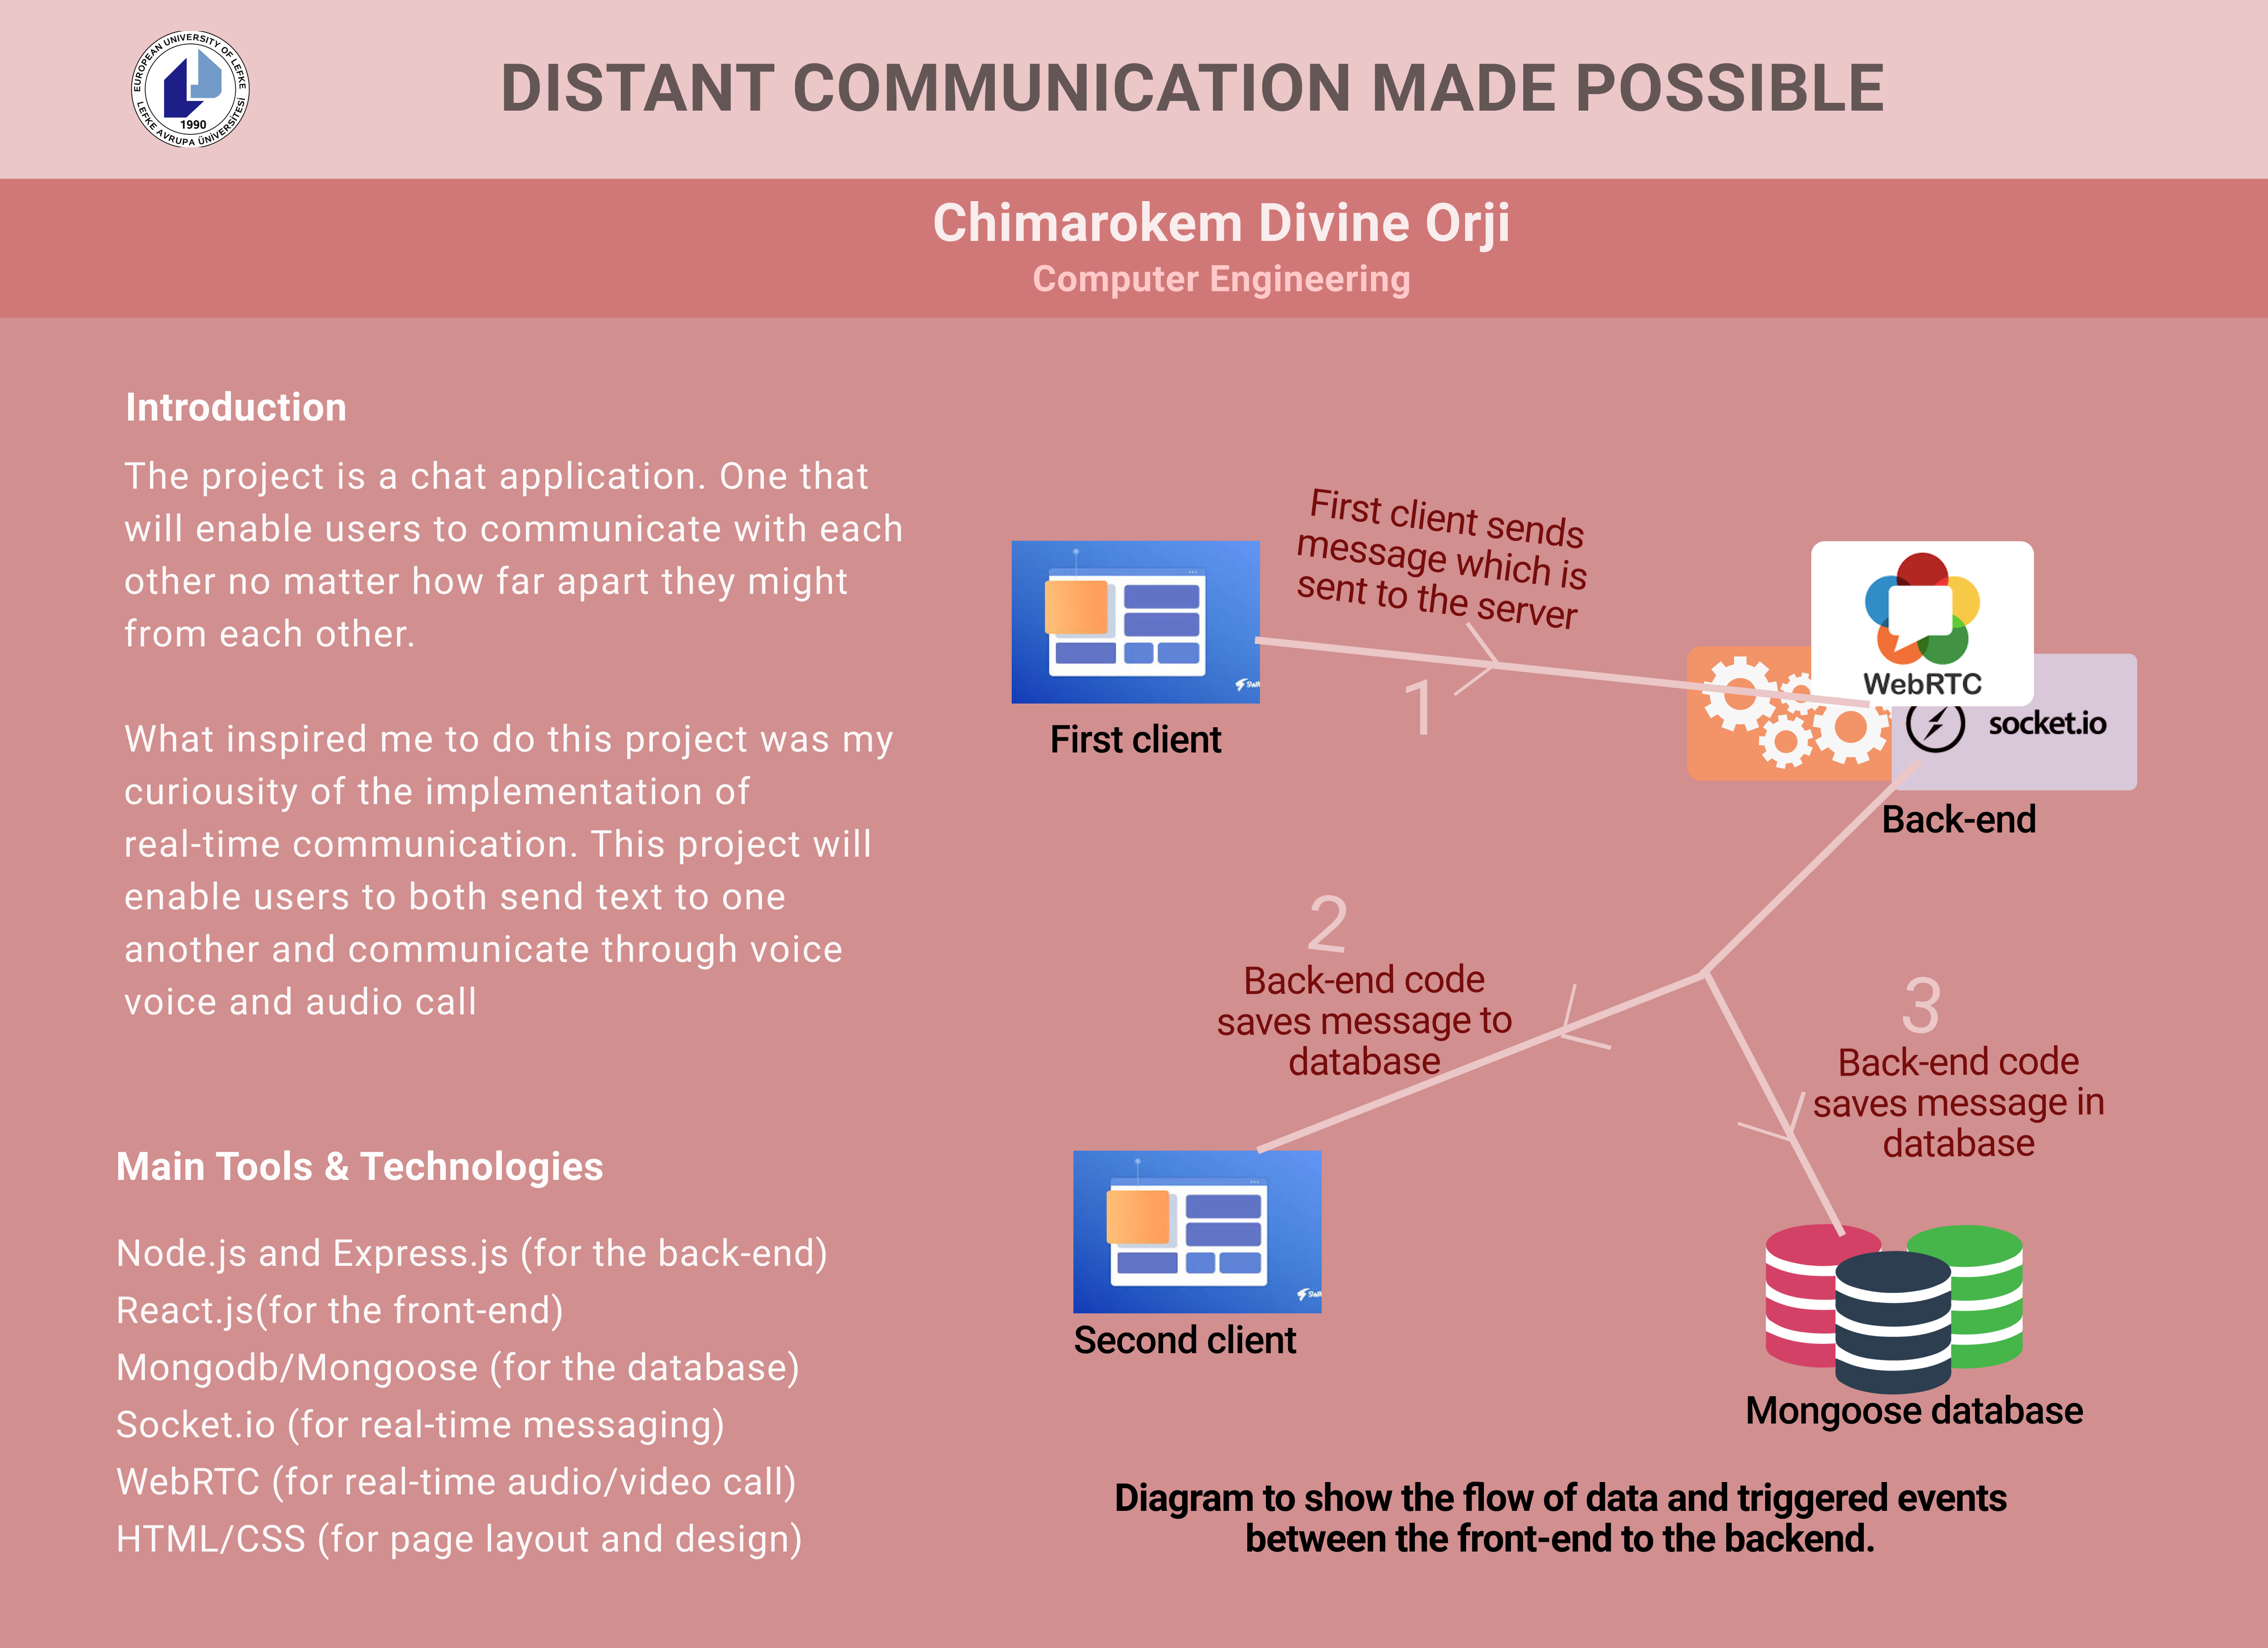 EUROPEAN UNIVERSITY OF LEFKE
LEFKE AVRUPA ÜNİVERSİTESİ
1990
DISTANT COMMUNICATION MADE POSSIBLE
Chimarokem Divine Orji
Computer Engineering
Introduction
The project is a chat application. One that
will enable users to communicate with each
other no matter how far apart they might
from each other.
What inspired me to do this project was my
curiousity of the implementation of
real-time communication. This project will
enable users to both send text to one
another and communicate through voice
voice and audio call
Main Tools & Technologies
Node.js and Express.js (for the back-end)
React.js(for the front-end)
Mongodb/Mongoose (for the database)
Socket.io (for real-time messaging)
WebRTC (for real-time audio/video call)
HTML/CSS (for page layout and design)
First client sends
message which is
sent to the server
1
First client
WebRTC
socket.io
Back-end
2
Back-end code
saves message to
database
3
Back-end code
saves message in
database
Second client
Mongoose database
Diagram to show the flow of data and triggered events
between the front-end to the backend.